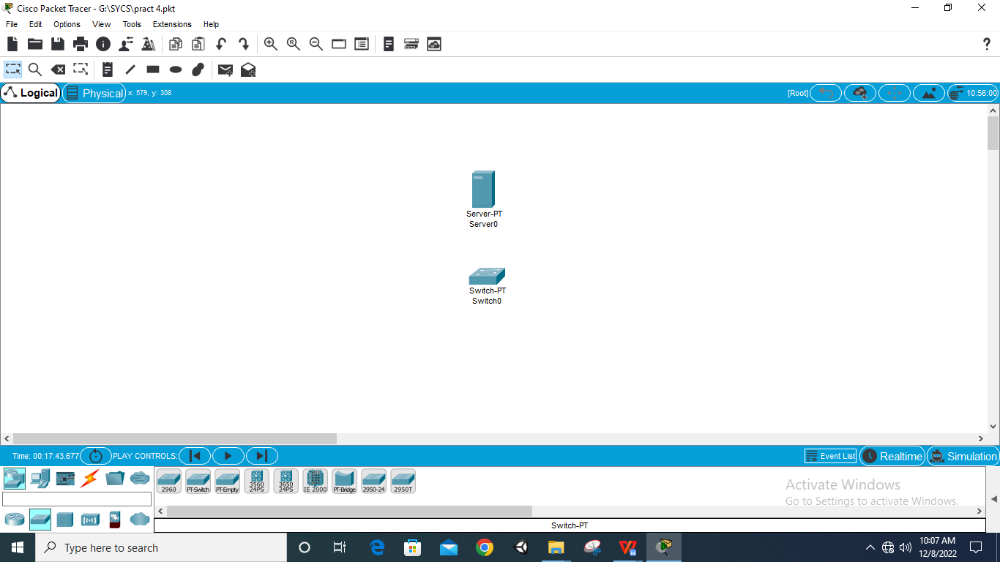 Cisco Packet Tracer - G:\SYCS\pract 4.pkt
File Edit Options View Tools Extensions Help
Logical Physical x: 579, y: 308 [Root] 10:56:00
Server-PT
Server0
Switch-PT
Switch0
Time: 00:17:43.677 PLAY CONTROLS: Event List Realtime Simulation
2960 PT-Switch PT-Empty 3560 24PS 3650 24PS IE 2000 PT-Bridge 2950-24 2950T
Activate Windows
Go to Settings to activate Windows.
Switch-PT
Type here to search
10:07 AM
12/8/2022